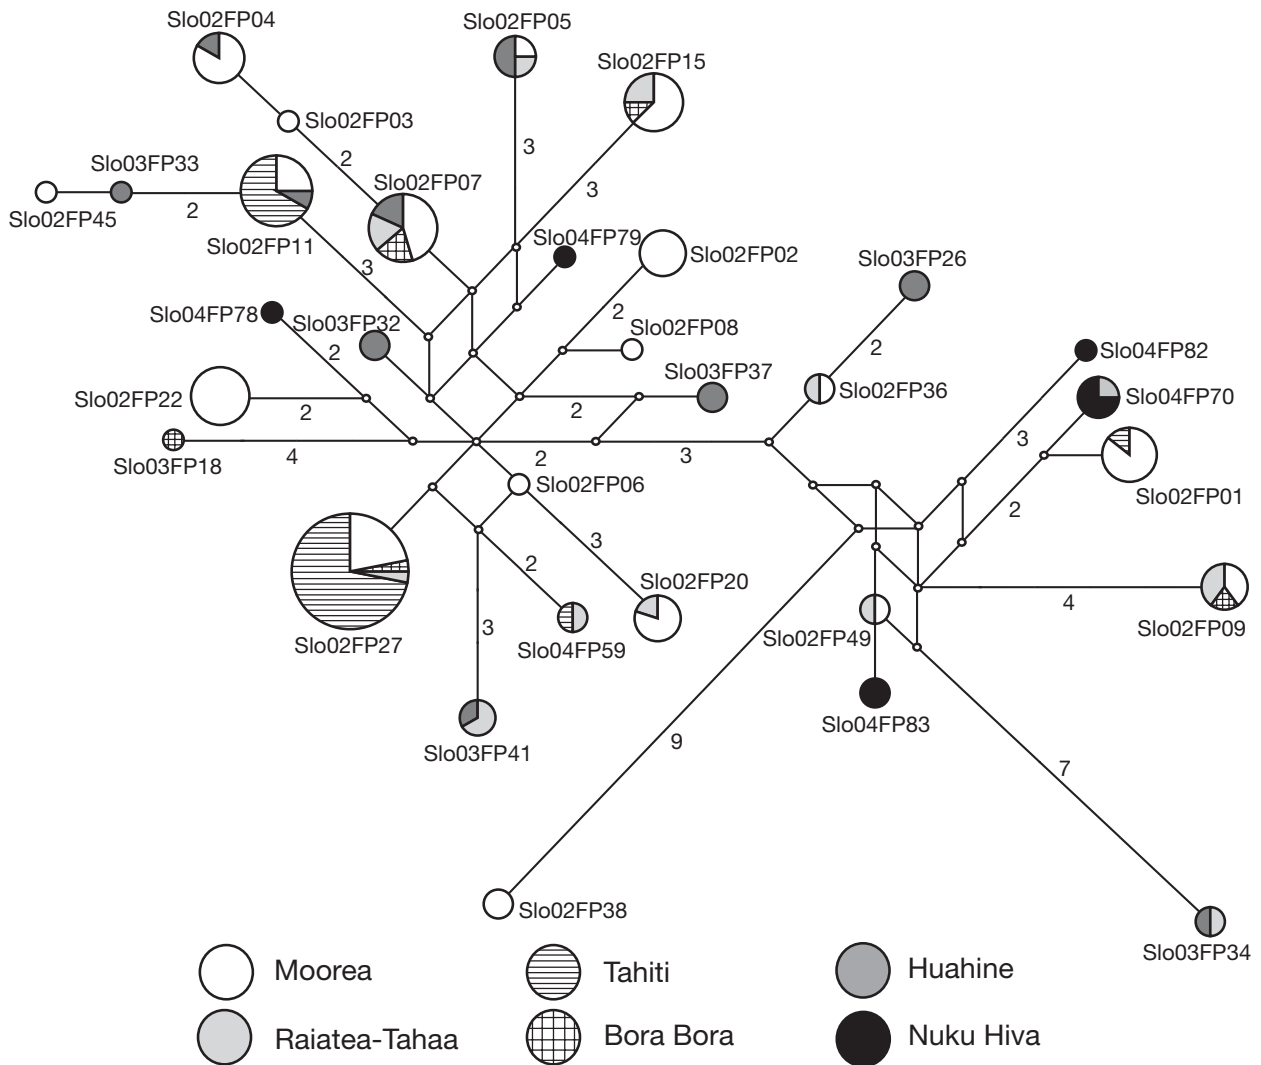 Slo02FP04
Slo02FP05
Slo02FP15
Slo02FP03
3
2
Slo03FP33
Slo02FP07
3
Slo02FP45
2
Slo02FP11
Slo04FP79
Slo02FP02
Slo03FP26
3
Slo04FP78
Slo03FP32
2
Slo02FP08
2
2
Slo04FP82
Slo03FP37
Slo02FP36
Slo04FP70
Slo02FP22
2
2
3
Slo03FP18
4
2
3
Slo02FP06
Slo02FP01
2
3
2
Slo02FP20
4
Slo02FP27
3
Slo04FP59
Slo02FP49
Slo02FP09
Slo03FP41
Slo04FP83
9
7
Slo02FP38
Slo03FP34
Moorea
Tahiti
Huahine
Raiatea-Tahaa
Bora Bora
Nuku Hiva